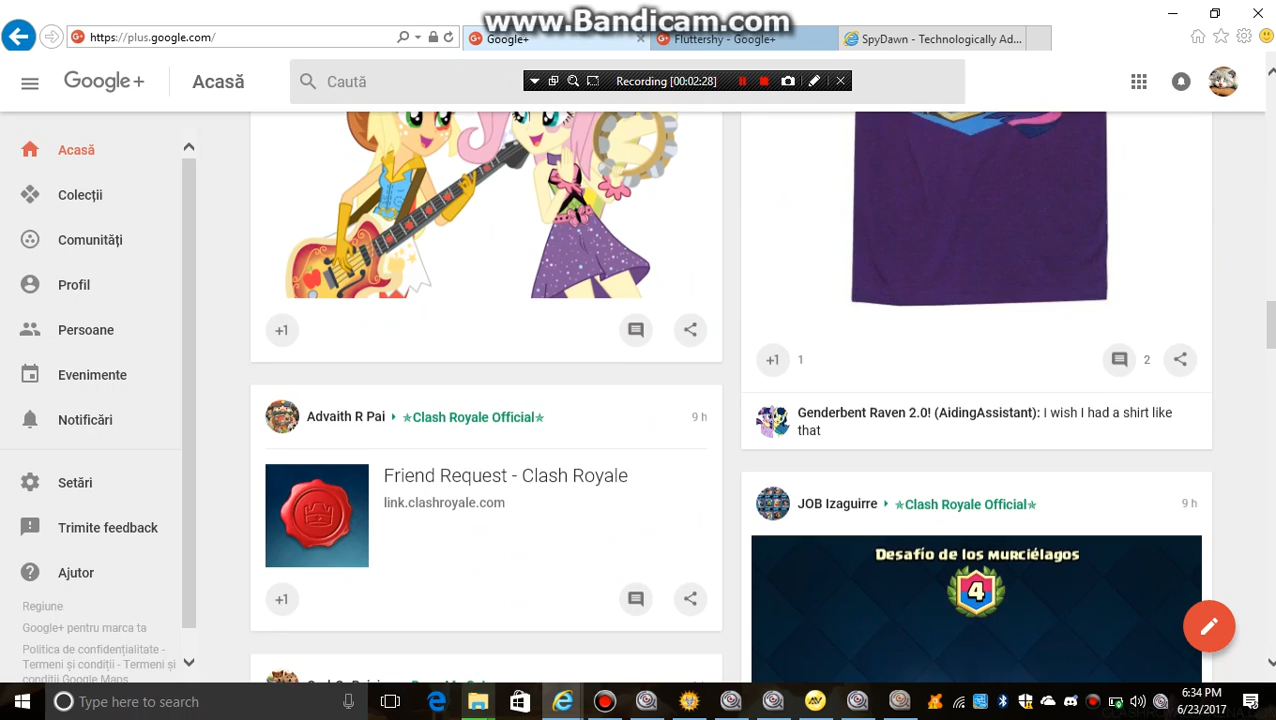 www.Bandicam.com
https://plus.google.com/
Google+
Fluttershy - Google+
SpyDawn - Technologically Ad...
Google+
Acasă
Caută
Recording [00:02:28]
Acasă
Colecții
Comunități
Profil
Persoane
Evenimente
Notificări
Setări
Trimite feedback
Ajutor
Regiune
Google+ pentru marca ta
Politica de confidențialitate -
Termeni și condiții - Termeni și
condiții Google Maps
+1
Advaith R Pai
✯Clash Royale Official✯
9 h
Friend Request - Clash Royale
link.clashroyale.com
+1
+1
1
2
Genderbent Raven 2.0! (AidingAssistant): I wish I had a shirt like
that
JOB Izaguirre
✯Clash Royale Official✯
9 h
Desafío de los murciélagos
4
Type here to search
6:34 PM
6/23/2017